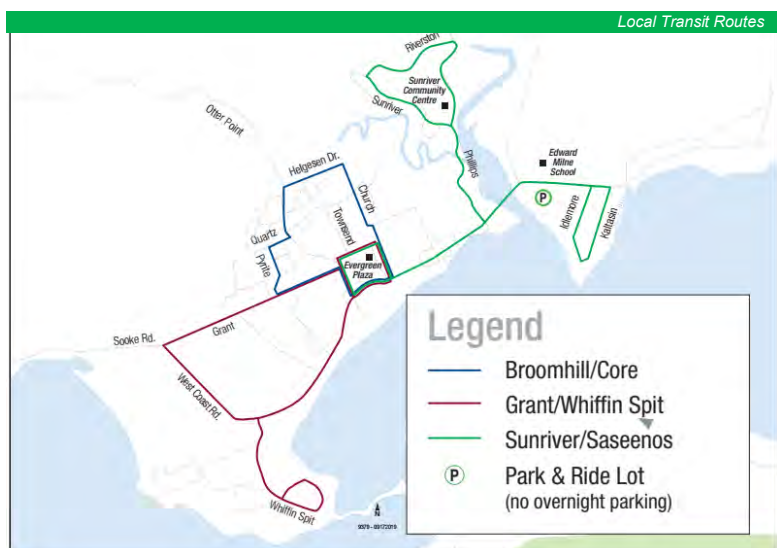 Local Transit Routes
Riverston
Sunriver
Community
Centre
Sunriver
Otter Point
Phillips
Edward
Milne
School
Helgesen Dr.
Church
P
Idlemore
Kaltasin
Townsend
Quartz
Pyrite
Evergreen
Plaza
Grant
Sooke Rd.
West Coast Rd.
Whiffin Spit
N
Legend
Broomhill/Core
Grant/Whiffin Spit
Sunriver/Saseenos
P Park & Ride Lot
(no overnight parking)